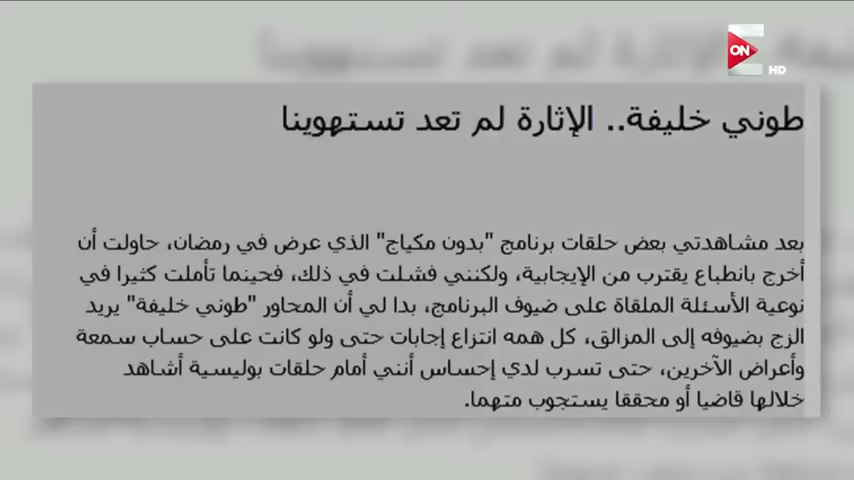 ON
E
HD
طوني خليفة.. الإثارة لم تعد تستهوينا
بعد مشاهدتي بعض حلقات برنامج "بدون مكياج" الذي عرض في رمضان، حاولت أن
أخرج بانطباع يقترب من الإيجابية، ولكنني فشلت في ذلك، فحينما تأملت كثيرا في
نوعية الأسئلة الملقاة على ضيوف البرنامج، بدا لي أن المحاور "طوني خليفة" يريد
الزج بضيوفه إلى المزالق، كل همه انتزاع إجابات حتى ولو كانت على حساب سمعة
وأعراض الآخرين، حتى تسرب لدي إحساس أنني أمام حلقات بوليسية أشاهد
خلالها قاضيا أو محققا يستجوب متهما.